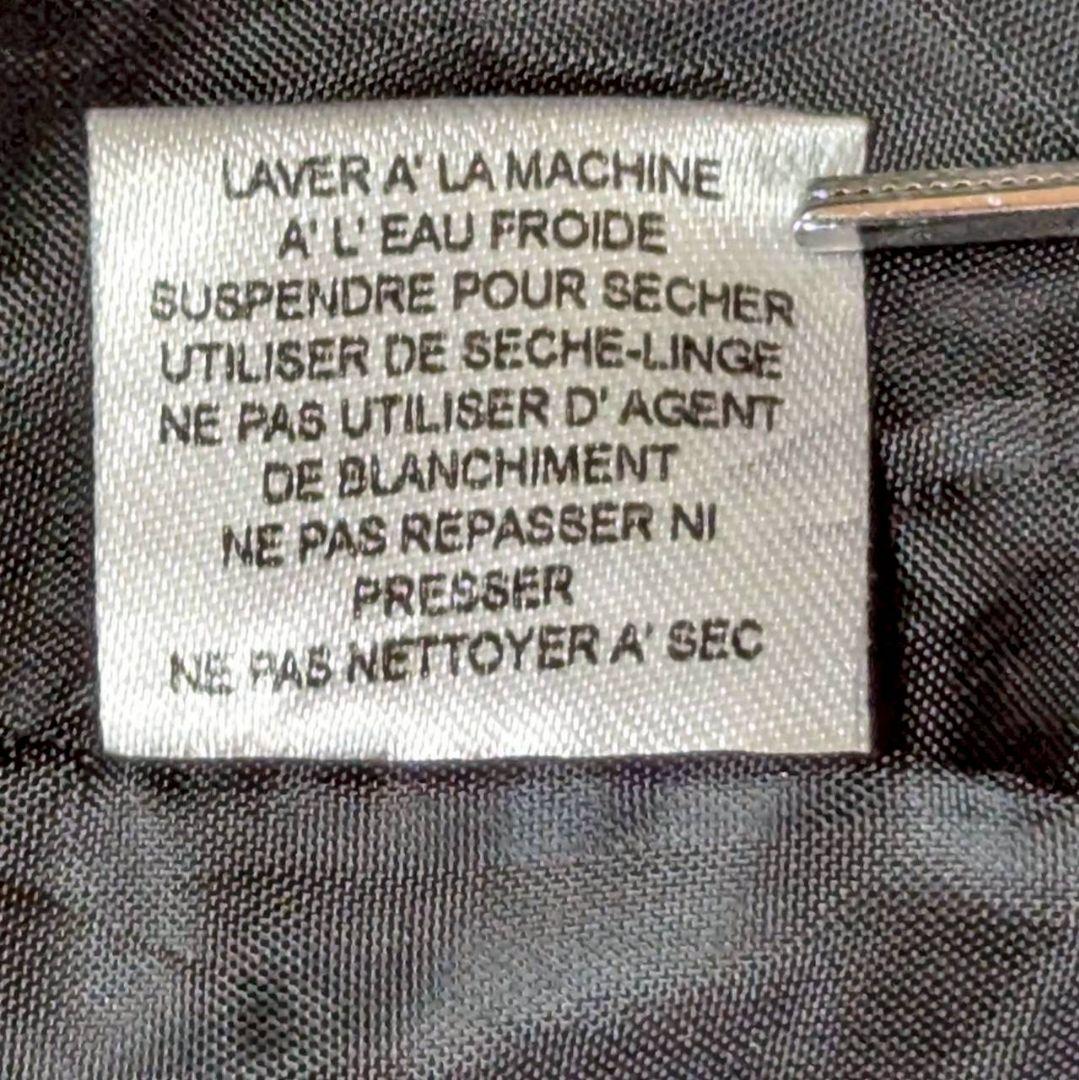 LAVER A' LA MACHINE
A' L' EAU FROIDE
SUSPENDRE POUR SECHER
UTILISER DE SECHE-LINGE
NE PAS UTILISER D' AGENT
DE BLANCHIMENT
NE PAS REPASSER NI
PRESSER
NE PAS NETTOYER A' SEC